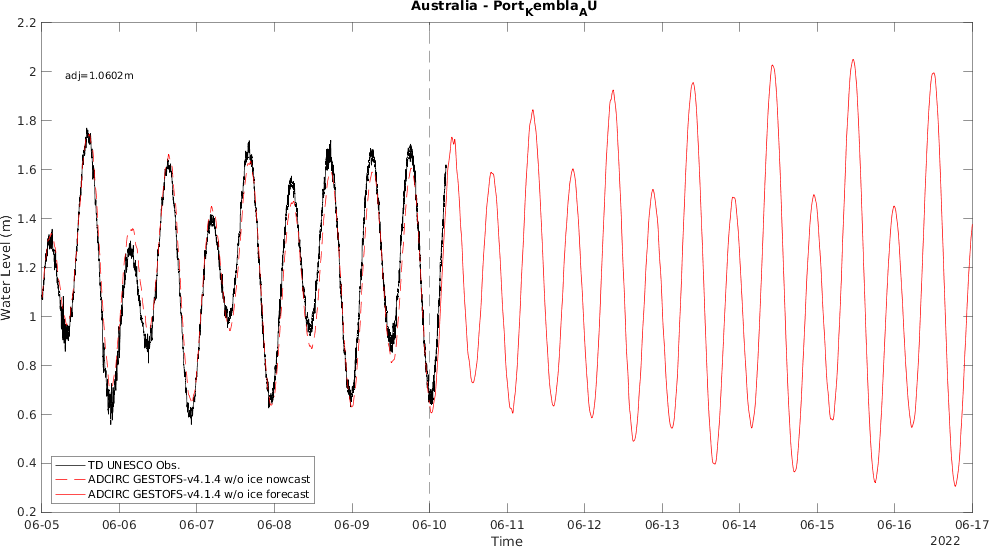 Australia - PortKemblaAU
adj=1.0602m
Water Level (m)
2.2
2
1.8
1.6
1.4
1.2
1
0.8
0.6
0.4
0.2
TD UNESCO Obs.
ADCIRC GESTOFS-v4.1.4 w/o ice nowcast
ADCIRC GESTOFS-v4.1.4 w/o ice forecast
06-05 06-06 06-07 06-08 06-09 06-10 06-11 06-12 06-13 06-14 06-15 06-16 06-17
Time
2022